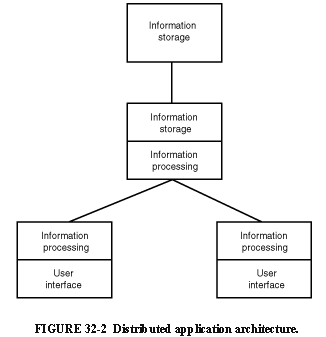 Information
storage
Information
storage
Information
processing
Information
processing
User
interface
Information
processing
User
interface
FIGURE 32-2 Distributed application architecture.